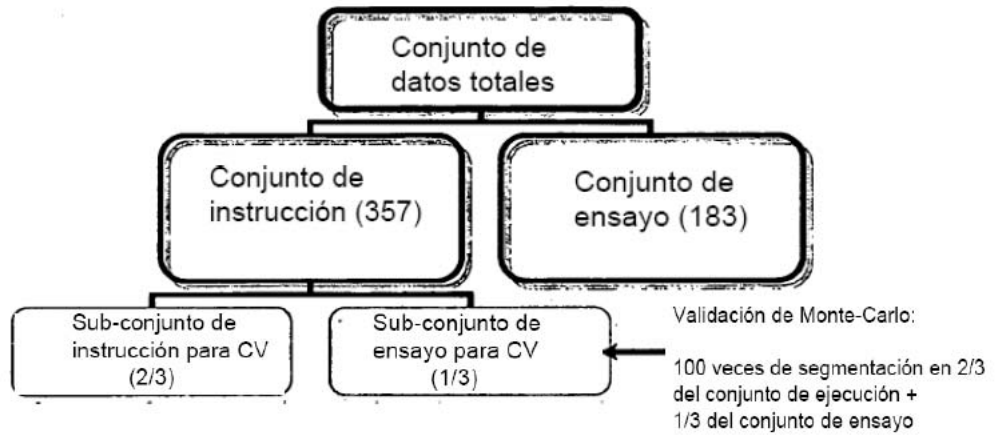 Conjunto de
datos totales
Conjunto de
instrucción (357)
Conjunto de
ensayo (183)
Sub-conjunto de
instrucción para CV
(2/3)
Sub-conjunto de
ensayo para CV
(1/3)
Validación de Monte-Carlo:
100 veces de segmentación en 2/3
del conjunto de ejecución +
1/3 del conjunto de ensayo